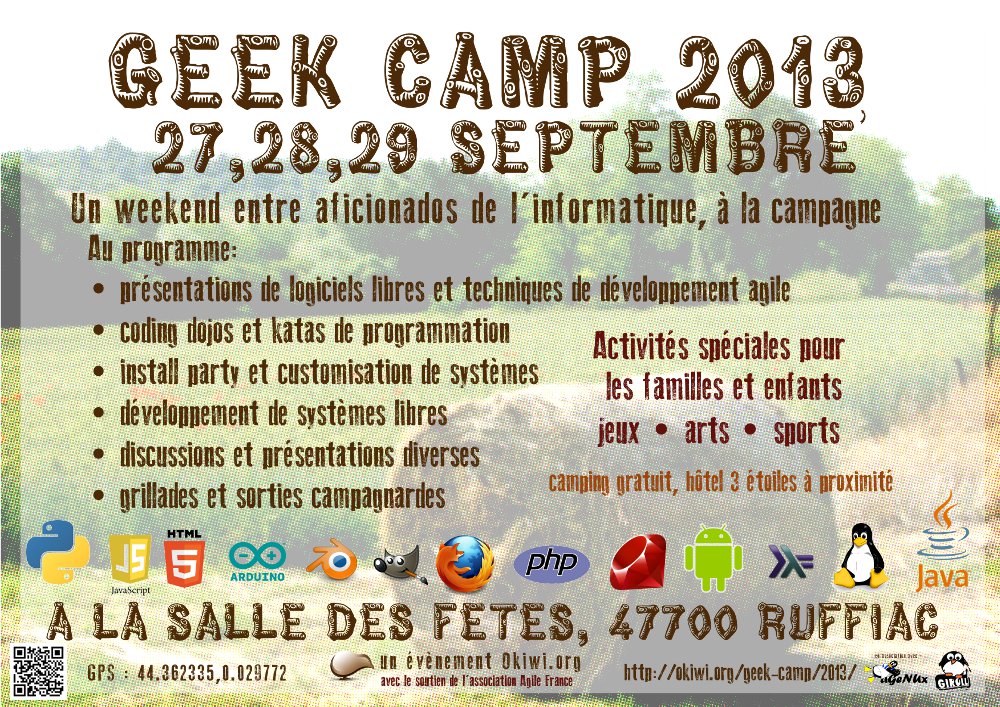 GEEK CAMP 2013,
27,28,29 SEPTEMBRE
Un weekend entre aficionados de l'informatique, à la campagne
Au programme:
• présentations de logiciels libres et techniques de développement agile
• coding dojos et katas de programmation
• install party et customisation de systèmes
• développement de systèmes libres
• discussions et présentations diverses
• grillades et sorties campagnardes
Activités spéciales pour
les familles et enfants
jeux • arts • sports
camping gratuit, hôtel 3 étoiles à proximité
JS
JavaScript
HTML
5
ARDUINO
php
Java
A LA SALLE DES FETES, 47700 RUFFIAC
GPS : 44.362335,0.029772
un évènement Okiwi.org
avec le soutien de l'association Agile France
http://okiwi.org/geek-camp/2013/
en association avec
ageNUx
GIROLL